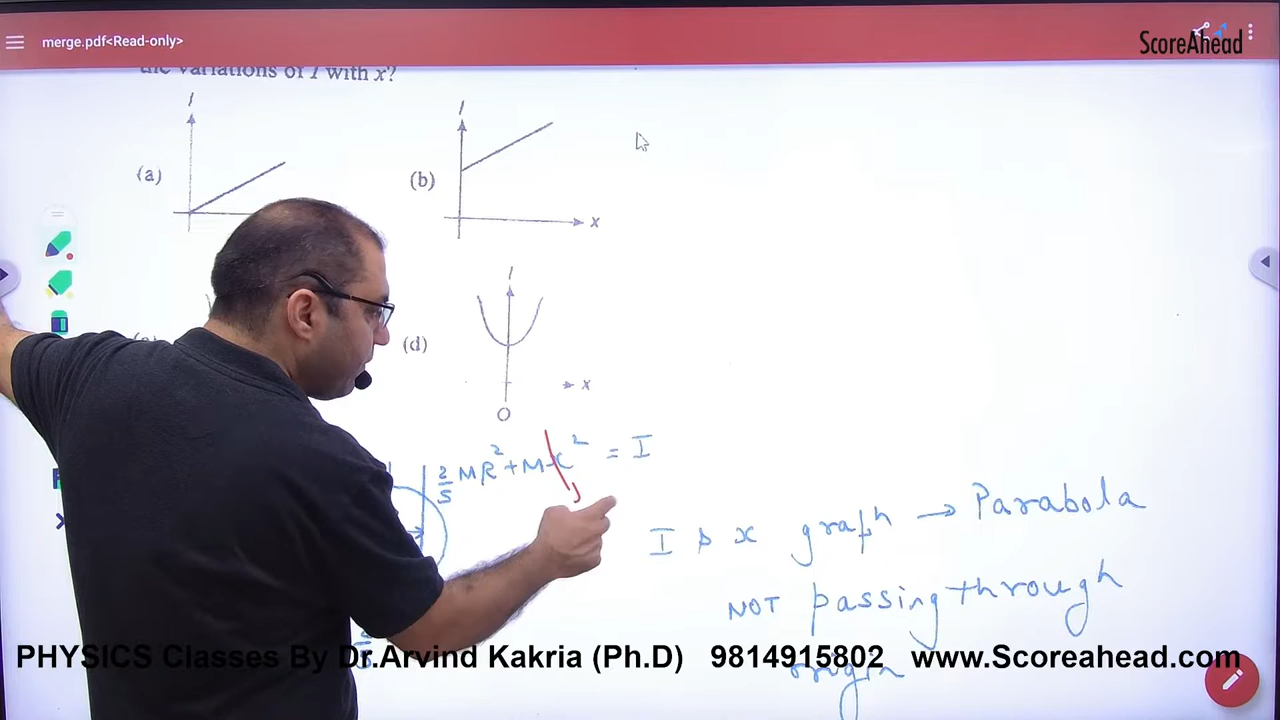 merge.pdf<Read-only>
ScoreAhead
the variations of I with x?
I
I
(a)
(b)
x
I
(d)
x
O
2/5 MR² + Mx² = I
I & x graph → Parabola
NOT passing through
origin
PHYSICS Classes By Dr.Arvind Kakria (Ph.D) 9814915802 www.Scoreahead.com